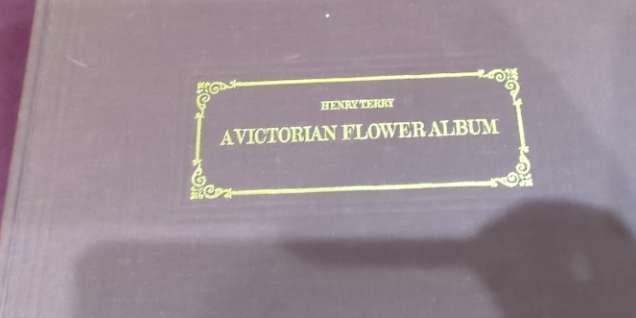 HENRY TERRY
A VICTORIAN FLOWER ALBUM